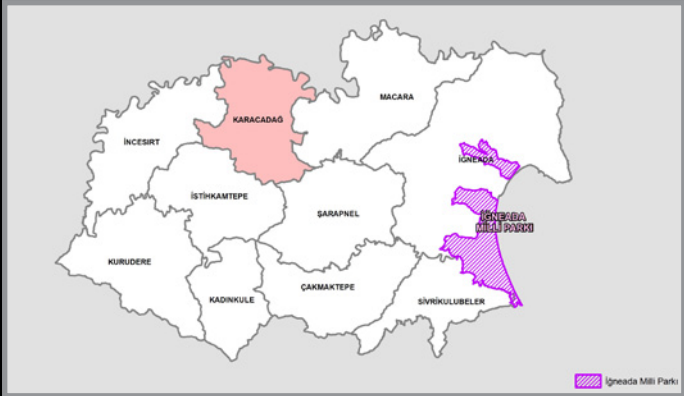 MACARA
KARACADAĞ
İNCESIRT
İĞNEADA
İSTİHKAMTEPE
ŞARAPNEL
İĞNEADA
MİLLİ PARKI
KURUDERE
ÇAKMAKTEPE
KADINKULE
SİVRİKULUBELER
İğneada Milli Parkı